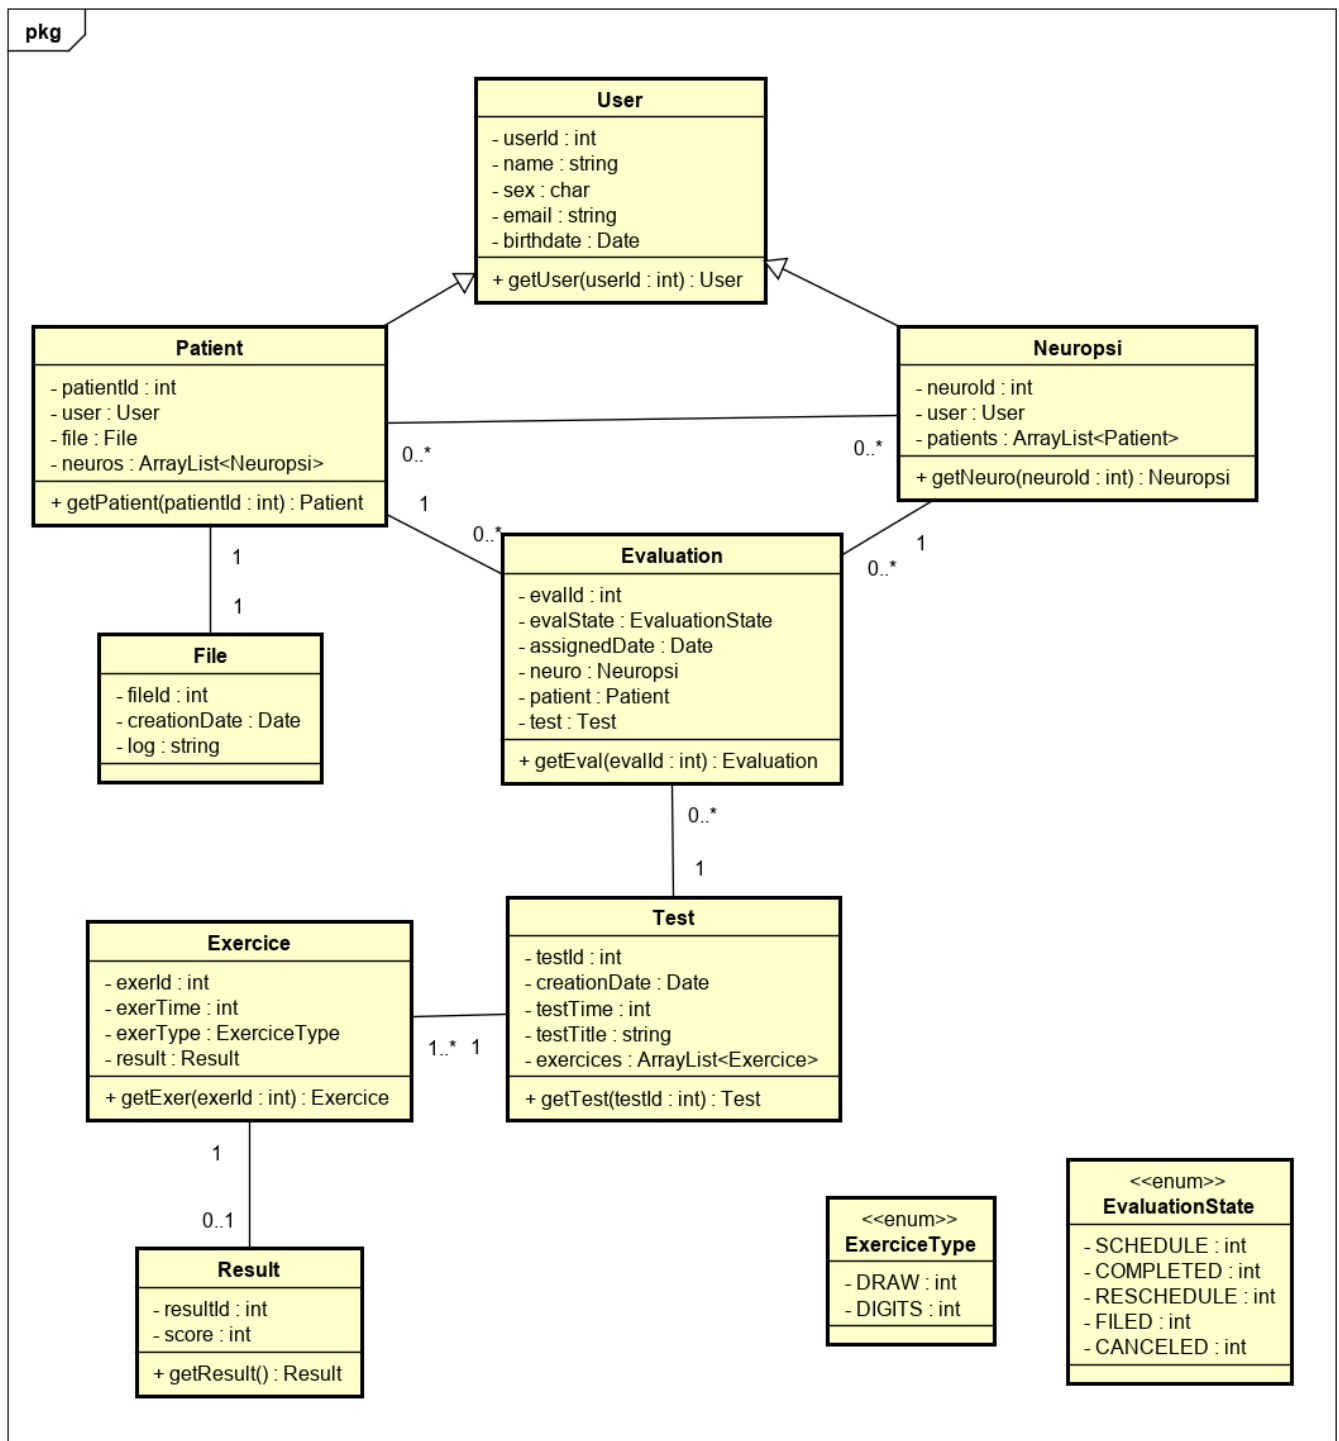 pkg
User
- userId : int
- name : string
- sex : char
- email : string
- birthdate : Date
+ getUser(userId : int) : User
Patient
- patientId : int
- user : User
- file : File
- neuros : ArrayList<Neuropsi>
+ getPatient(patientId : int) : Patient
Neuropsi
- neuroId : int
- user : User
- patients : ArrayList<Patient>
+ getNeuro(neuroId : int) : Neuropsi
0..*
0..*
1
0..*
1
0..*
1
1
Evaluation
- evalId : int
- evalState : EvaluationState
- assignedDate : Date
- neuro : Neuropsi
- patient : Patient
- test : Test
+ getEval(evalId : int) : Evaluation
File
- fileId : int
- creationDate : Date
- log : string
0..*
1
Exercice
- exerId : int
- exerTime : int
- exerType : ExerciceType
- result : Result
+ getExer(exerId : int) : Exercice
1..*
1
Test
- testId : int
- creationDate : Date
- testTime : int
- testTitle : string
- exercices : ArrayList<Exercice>
+ getTest(testId : int) : Test
1
0..1
Result
- resultId : int
- score : int
+ getResult() : Result
<<enum>>
ExerciceType
- DRAW : int
- DIGITS : int
<<enum>>
EvaluationState
- SCHEDULE : int
- COMPLETED : int
- RESCHEDULE : int
- FILED : int
- CANCELED : int